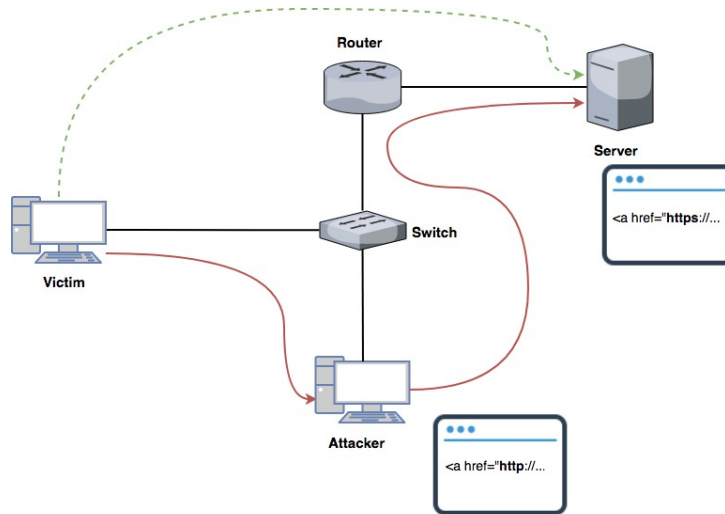 Router
Server
<a href="https://...
Switch
Victim
Attacker
<a href="http://...